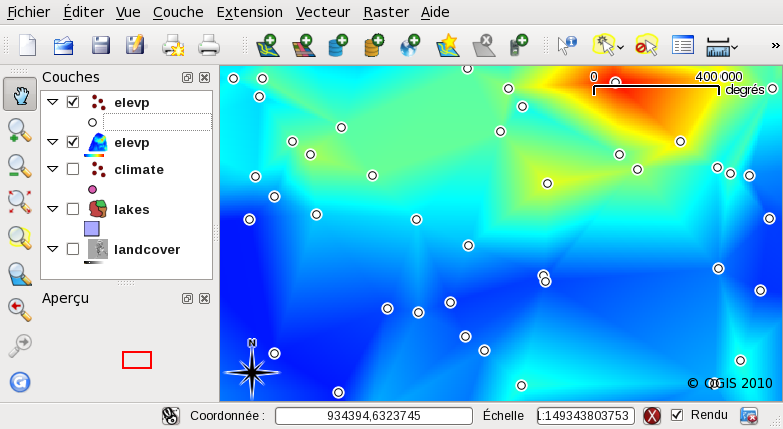 Fichier Éditer Vue Couche Extension Vecteur Raster Aide
»
Couches
elevp
elevp
climate
lakes
landcover
Aperçu
0 400 000
degrés
N
© QGIS 2010
Coordonnée : 934394,6323745 Échelle 1:149343803753 Rendu